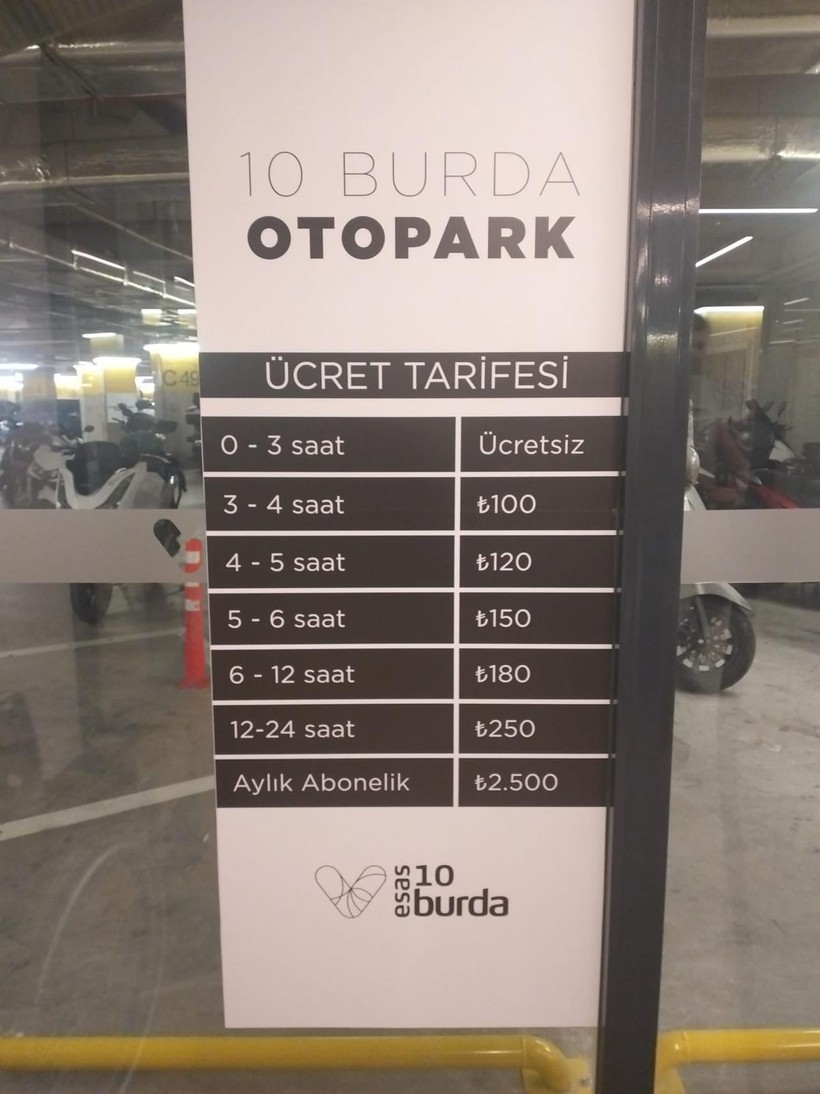 10 BURDA
OTOPARK
ÜCRET TARİFESİ
0 - 3 saat Ücretsiz
3 - 4 saat ₺100
4 - 5 saat ₺120
5 - 6 saat ₺150
6 - 12 saat ₺180
12-24 saat ₺250
Aylık Abonelik ₺2.500
esas 10
burda
C49